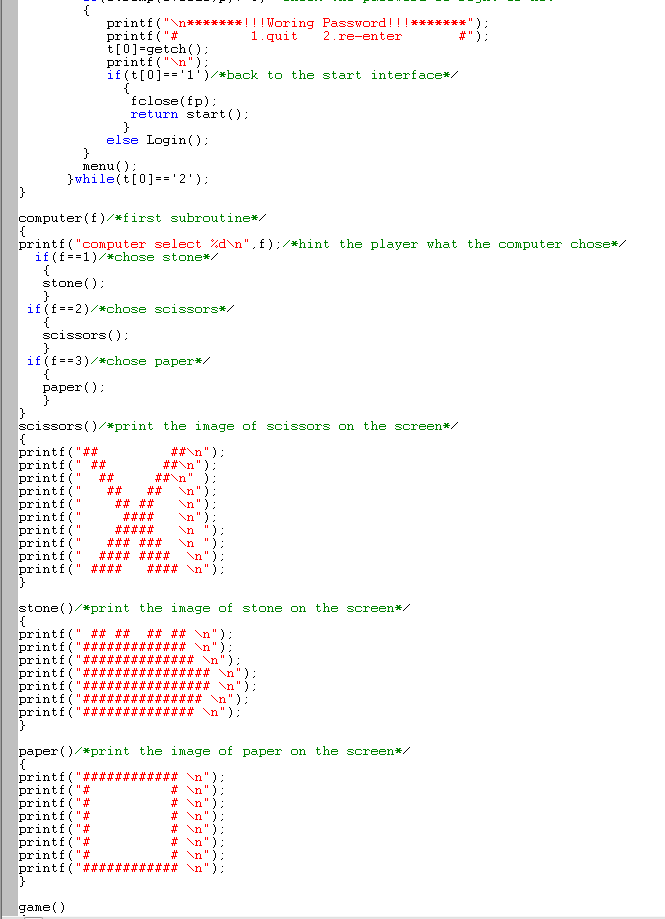 {
printf("\n*******!!!Woring Password!!!*******");
printf("#         1.quit   2.re-enter       #");
t[0]=getch();
printf("\n");
if(t[0]=='1')/*back to the start interface*/
{
fclose(fp);
return start();
}
else Login();
}
menu();
}while(t[0]=='2');
}
computer(f)/*first subroutine*/
{
printf("computer select %d\n",f);/*hint the player what the computer chose*/
if(f==1)/*chose stone*/
{
stone();
}
if(f==2)/*chose scissors*/
{
scissors();
}
if(f==3)/*chose paper*/
{
paper();
}
}
scissors()/*print the image of scissors on the screen*/
{
printf("##         ##\n");
printf(" ##       ##\n");
printf("  ##     ##\n" );
printf("   ##   ##  \n");
printf("    ## ##   \n");
printf("     ####   \n");
printf("    #####   \n ");
printf("   ### ###  \n");
printf("  #### ####  \n");
printf(" ####   #### \n");
}
stone()/*print the image of stone on the screen*/
{
printf(" ## ##  ## ## \n");
printf("############# \n");
printf("############## \n");
printf("################ \n");
printf("################ \n");
printf("############### \n");
printf("############## \n");
}
paper()/*print the image of paper on the screen*/
{
printf("############ \n");
printf("#          # \n");
printf("#          # \n");
printf("#          # \n");
printf("#          # \n");
printf("#          # \n");
printf("#          # \n");
printf("############ \n");
}
game()